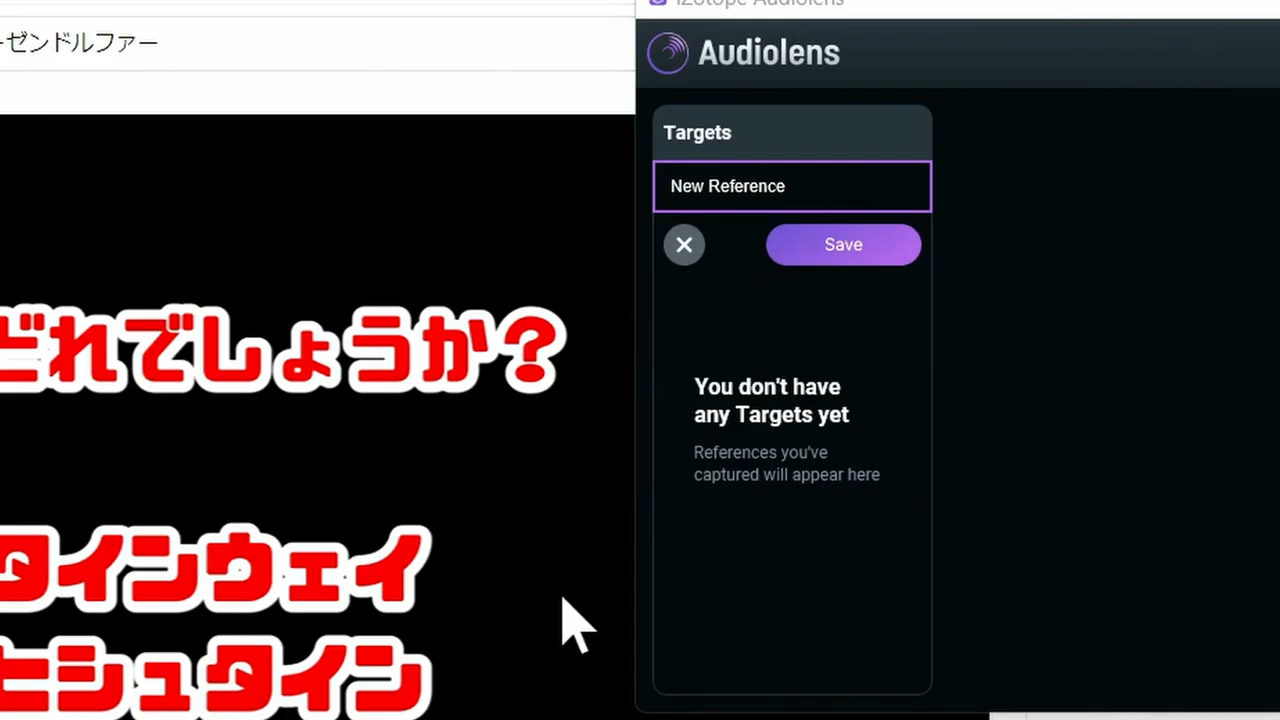 iZotope Audiolens
ーゼンドルファー
Audiolens
Targets
New Reference
Save
You don't have
any Targets yet
References you've
captured will appear here
どれでしょうか?
タインウェイ
ヒシュタイン